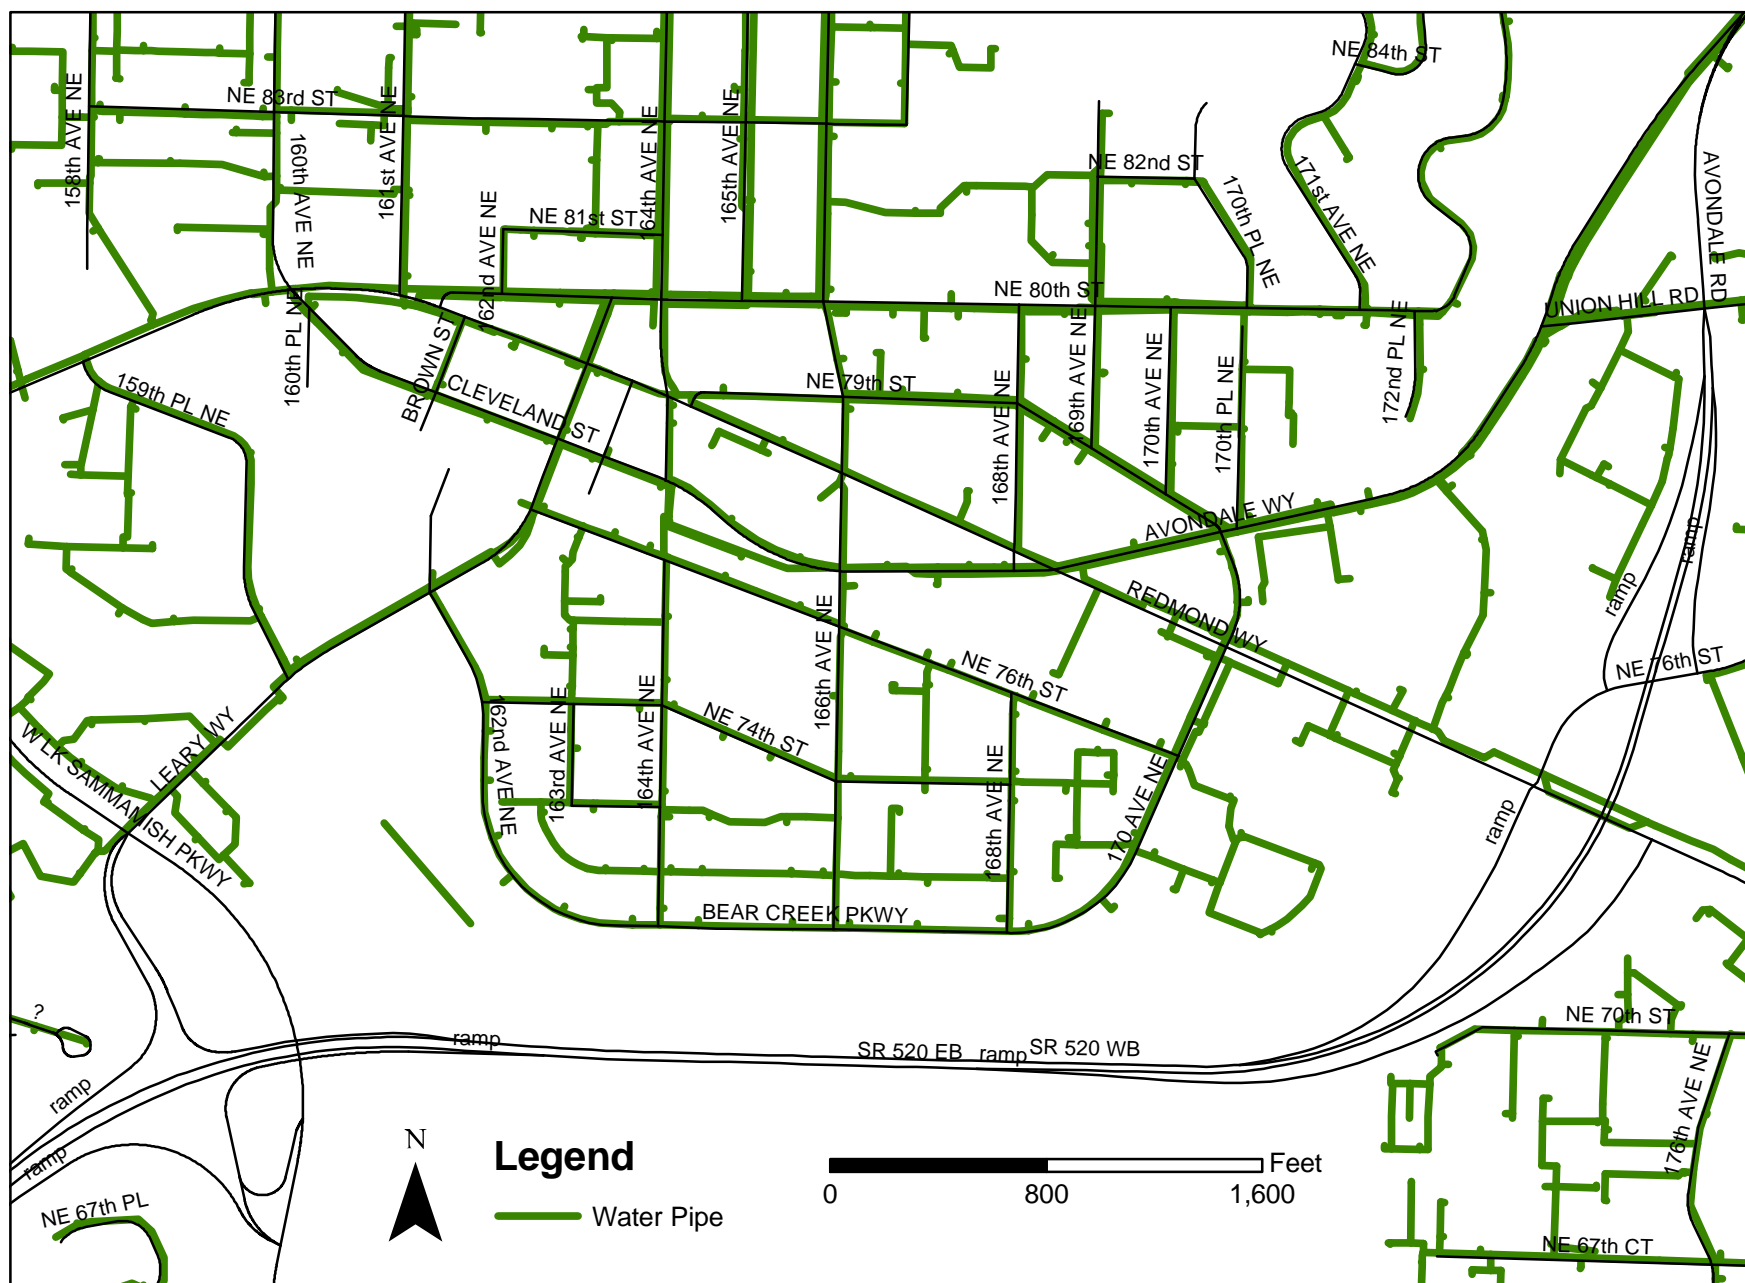 NE 84th ST
NE 83rd ST
158th AVE NE
160th AVE NE
161st AVE NE
162nd AVE NE
NE 81st ST
164th AVE NE
165th AVE NE
NE 82nd ST
170th PL NE
171st AVE NE
AVONDALE RD
UNION HILL RD
NE 80th ST
160th PL NE
BROWN ST
CLEVELAND ST
159th PL NE
NE 79th ST
168th AVE NE
169th AVE NE
170th AVE NE
170th PL NE
172nd PL NE
AVONDALE WY
REDMOND WY
ramp
ramp
NE 76th ST
NE 76th ST
166th AVE NE
NE 74th ST
164th AVE NE
163rd AVE NE
162nd AVE NE
LEARY WY
W LK SAMMAMISH PKWY
168th AVE NE
170 AVE NE
ramp
BEAR CREEK PKWY
?
ramp
SR 520 EB
ramp
SR 520 WB
NE 70th ST
176th AVE NE
ramp
ramp
NE 67th PL
NE 67th CT
N
Legend
Water Pipe
Feet
0 800 1,600